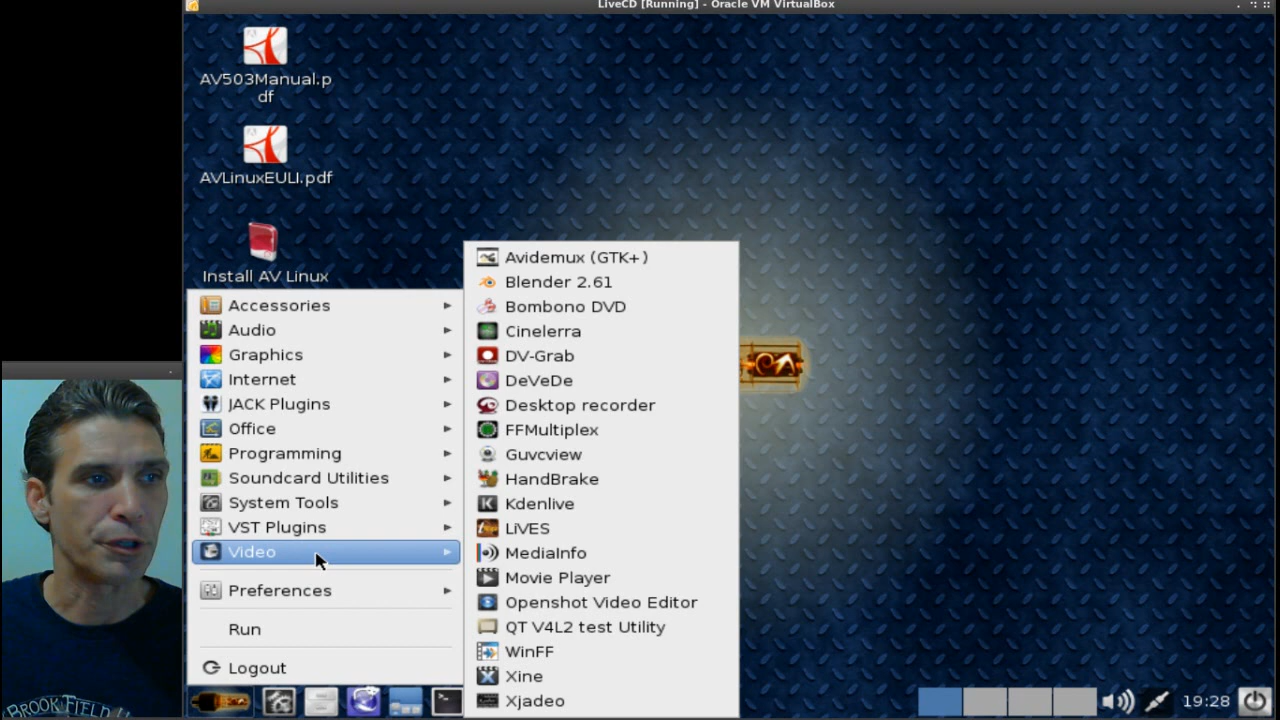 LiveCD [Running] - Oracle VM VirtualBox
AV503Manual.p
df
AVLinuxEULI.pdf
Install AV Linux
Accessories
Audio
Graphics
Internet
JACK Plugins
Office
Programming
Soundcard Utilities
System Tools
VST Plugins
Video
Preferences
Run
Logout
Avidemux (GTK+)
Blender 2.61
Bombono DVD
Cinelerra
DV-Grab
DeVeDe
Desktop recorder
FFMultiplex
Guvcview
HandBrake
Kdenlive
LiVES
MediaInfo
Movie Player
Openshot Video Editor
QT V4L2 test Utility
WinFF
Xine
Xjadeo
BROOK FIELD
19:28